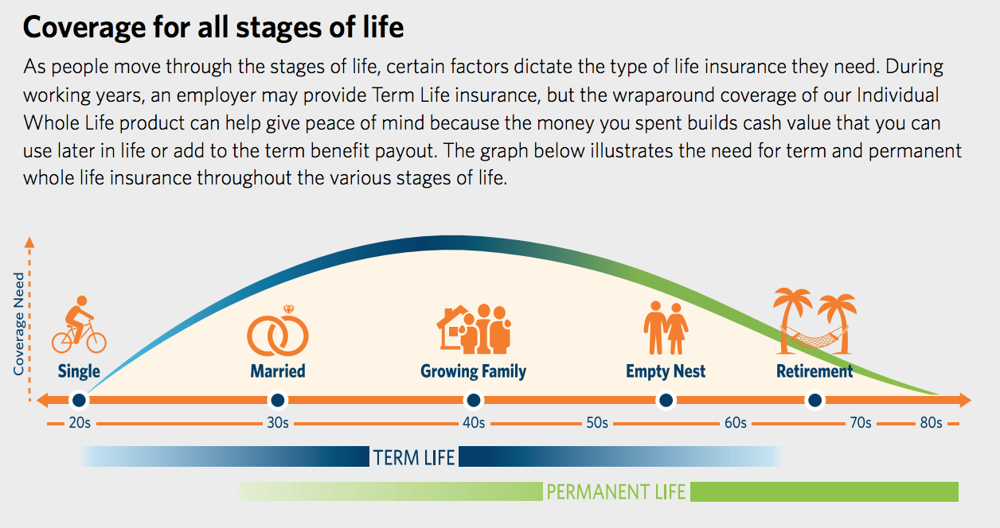 Coverage for all stages of life
As people move through the stages of life, certain factors dictate the type of life insurance they need. During
working years, an employer may provide Term Life insurance, but the wraparound coverage of our Individual
Whole Life product can help give peace of mind because the money you spent builds cash value that you can
use later in life or add to the term benefit payout. The graph below illustrates the need for term and permanent
whole life insurance throughout the various stages of life.
Coverage Need
Single Married Growing Family Empty Nest Retirement
20s 30s 40s 50s 60s 70s 80s
TERM LIFE
PERMANENT LIFE